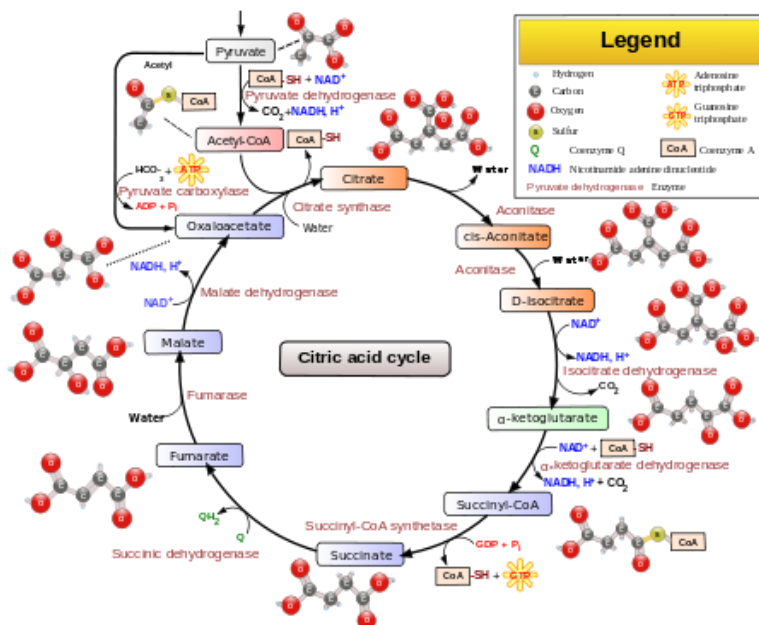 Legend
Hydrogen
Carbon
Oxygen
Sulfur
Q Coenzyme Q
NADH Nicotinamide adenine dinucleotide
Pyruvate dehydrogenase Enzyme
ATP Adenosine
triphosphate
GTP Guanosine
triphosphate
CoA Coenzyme A
Pyruvate
Acetyl
CoA-SH + NAD⁺
Pyruvate dehydrogenase
CO₂+NADH, H⁺
S CoA
Acetyl-CoA
CoA-SH
HCO₃- + ATP
Pyruvate carboxylase
ADP + Pᵢ
Citrate
Citrate synthase
Water
Water
Aconitase
cis-Aconitate
Aconitase
Water
D-Isocitrate
NAD⁺
NADH, H⁺
Isocitrate dehydrogenase
CO₂
α-ketoglutarate
NAD⁺ + CoA-SH
α-ketoglutarate dehydrogenase
NADH, H⁺ + CO₂
Succinyl-CoA
S CoA
Succinyl-CoA synthetase
GDP + Pᵢ
CoA-SH + GTP
Succinate
Succinic dehydrogenase
Q
QH₂
Fumarate
Water
Fumarase
Malate
Malate dehydrogenase
NAD⁺
NADH, H⁺
Oxaloacetate
Citric acid cycle